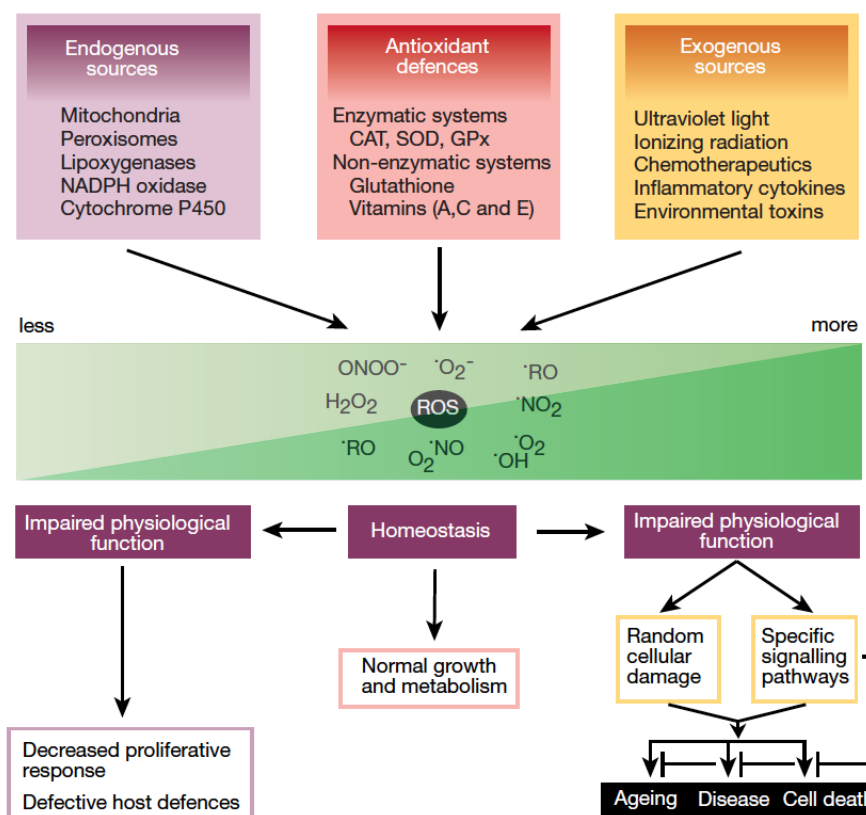 Endogenous
sources
Mitochondria
Peroxisomes
Lipoxygenases
NADPH oxidase
Cytochrome P450
Antioxidant
defences
Enzymatic systems
CAT, SOD, GPx
Non-enzymatic systems
Glutathione
Vitamins (A,C and E)
Exogenous
sources
Ultraviolet light
Ionizing radiation
Chemotherapeutics
Inflammatory cytokines
Environmental toxins
less
more
ONOO⁻ ˙O₂⁻ ˙RO
H₂O₂ ROS ˙NO₂
˙RO O₂ ˙NO ˙OH ˙O₂
Impaired physiological
function
Homeostasis
Impaired physiological
function
Normal growth
and metabolism
Random
cellular
damage
Specific
signalling
pathways
Decreased proliferative
response
Defective host defences
Ageing Disease Cell death